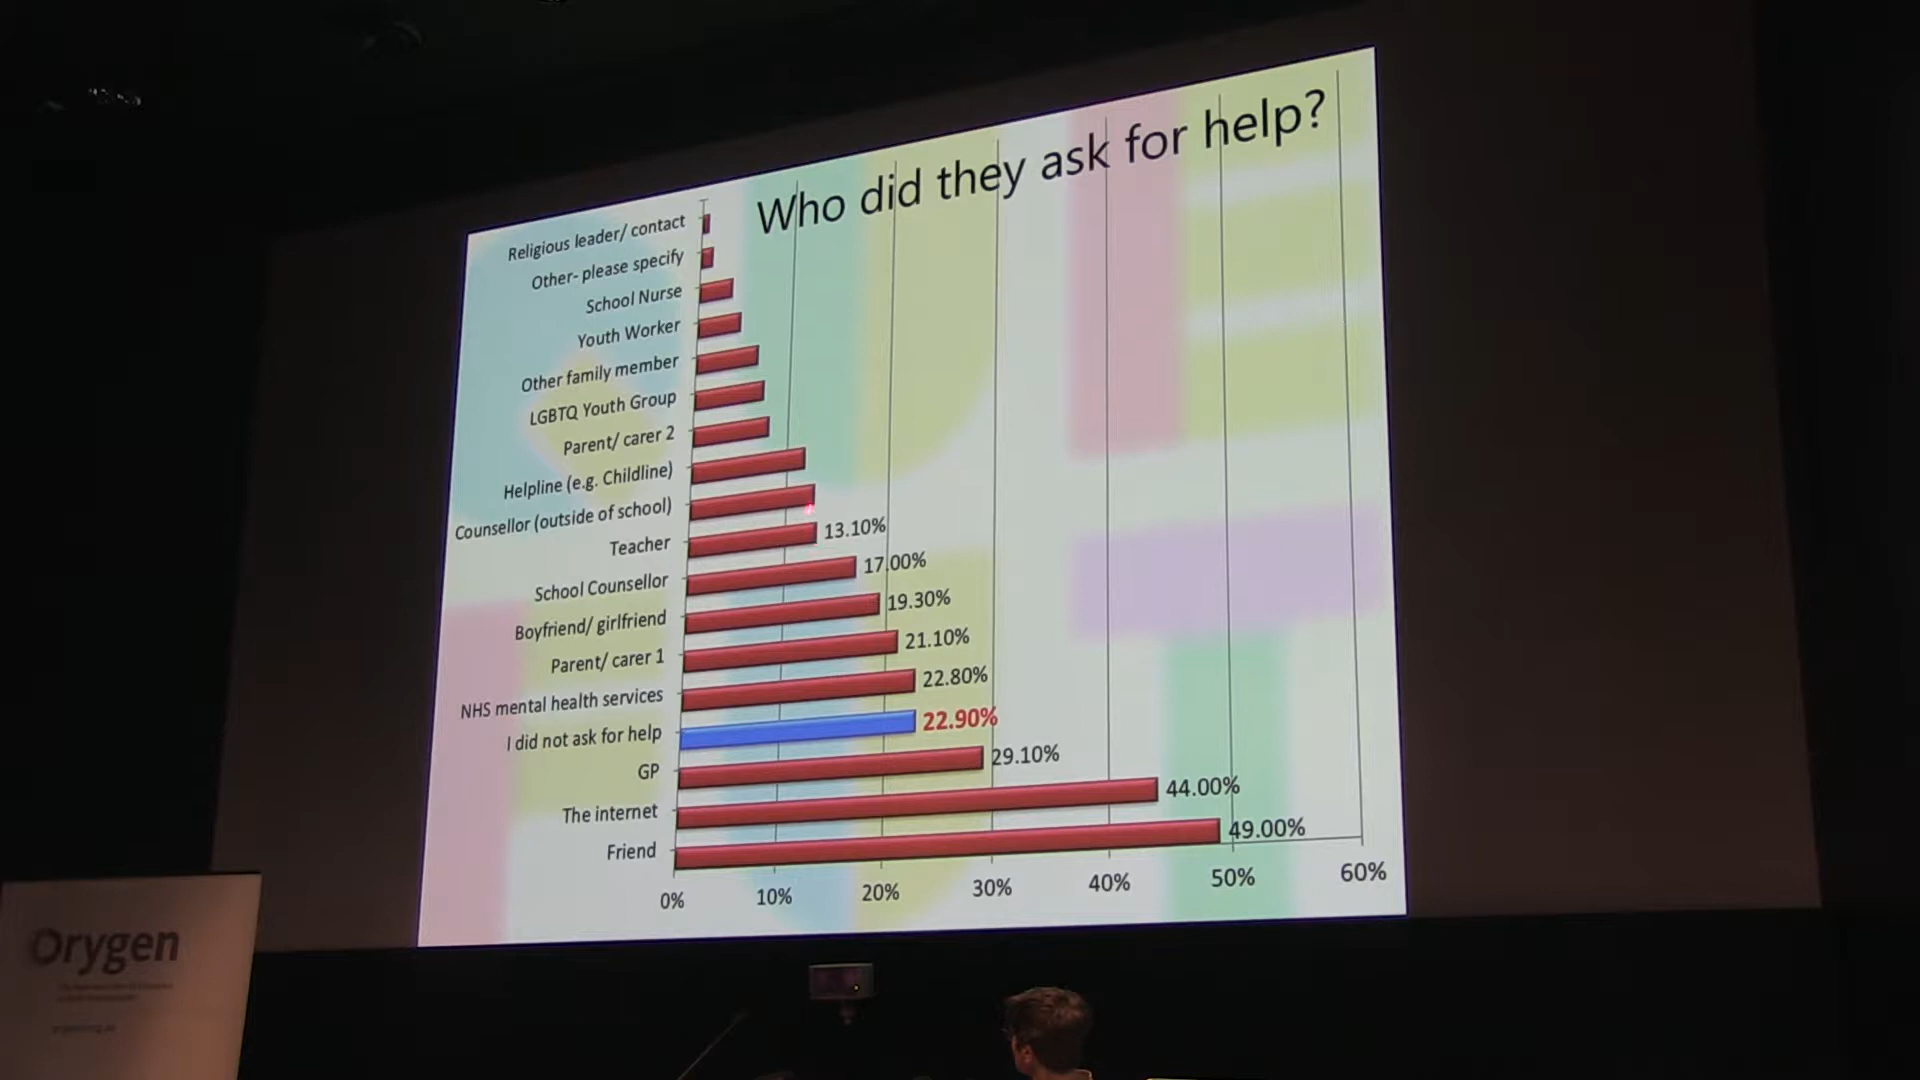 Who did they ask for help?
Religious leader/ contact
Other- please specify
School Nurse
Youth Worker
Other family member
LGBTQ Youth Group
Parent/ carer 2
Helpline (e.g. Childline)
Counsellor (outside of school)
Teacher 13.10%
School Counsellor 17.00%
Boyfriend/ girlfriend 19.30%
Parent/ carer 1 21.10%
NHS mental health services 22.80%
I did not ask for help 22.90%
GP 29.10%
The internet 44.00%
Friend 49.00%
0% 10% 20% 30% 40% 50% 60%
Orygen